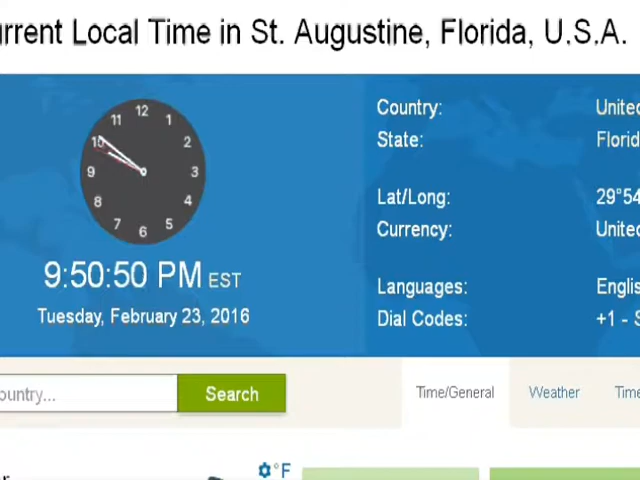 rrent Local Time in St. Augustine, Florida, U.S.A.
12
11 1
10 2
9 3
8 4
7 5
6
9:50:50 PM EST
Tuesday, February 23, 2016
Country: United
State: Florid
Lat/Long: 29°54
Currency: United
Languages: Englis
Dial Codes: +1 - S
ountry... Search
Time/General Weather Time
°F